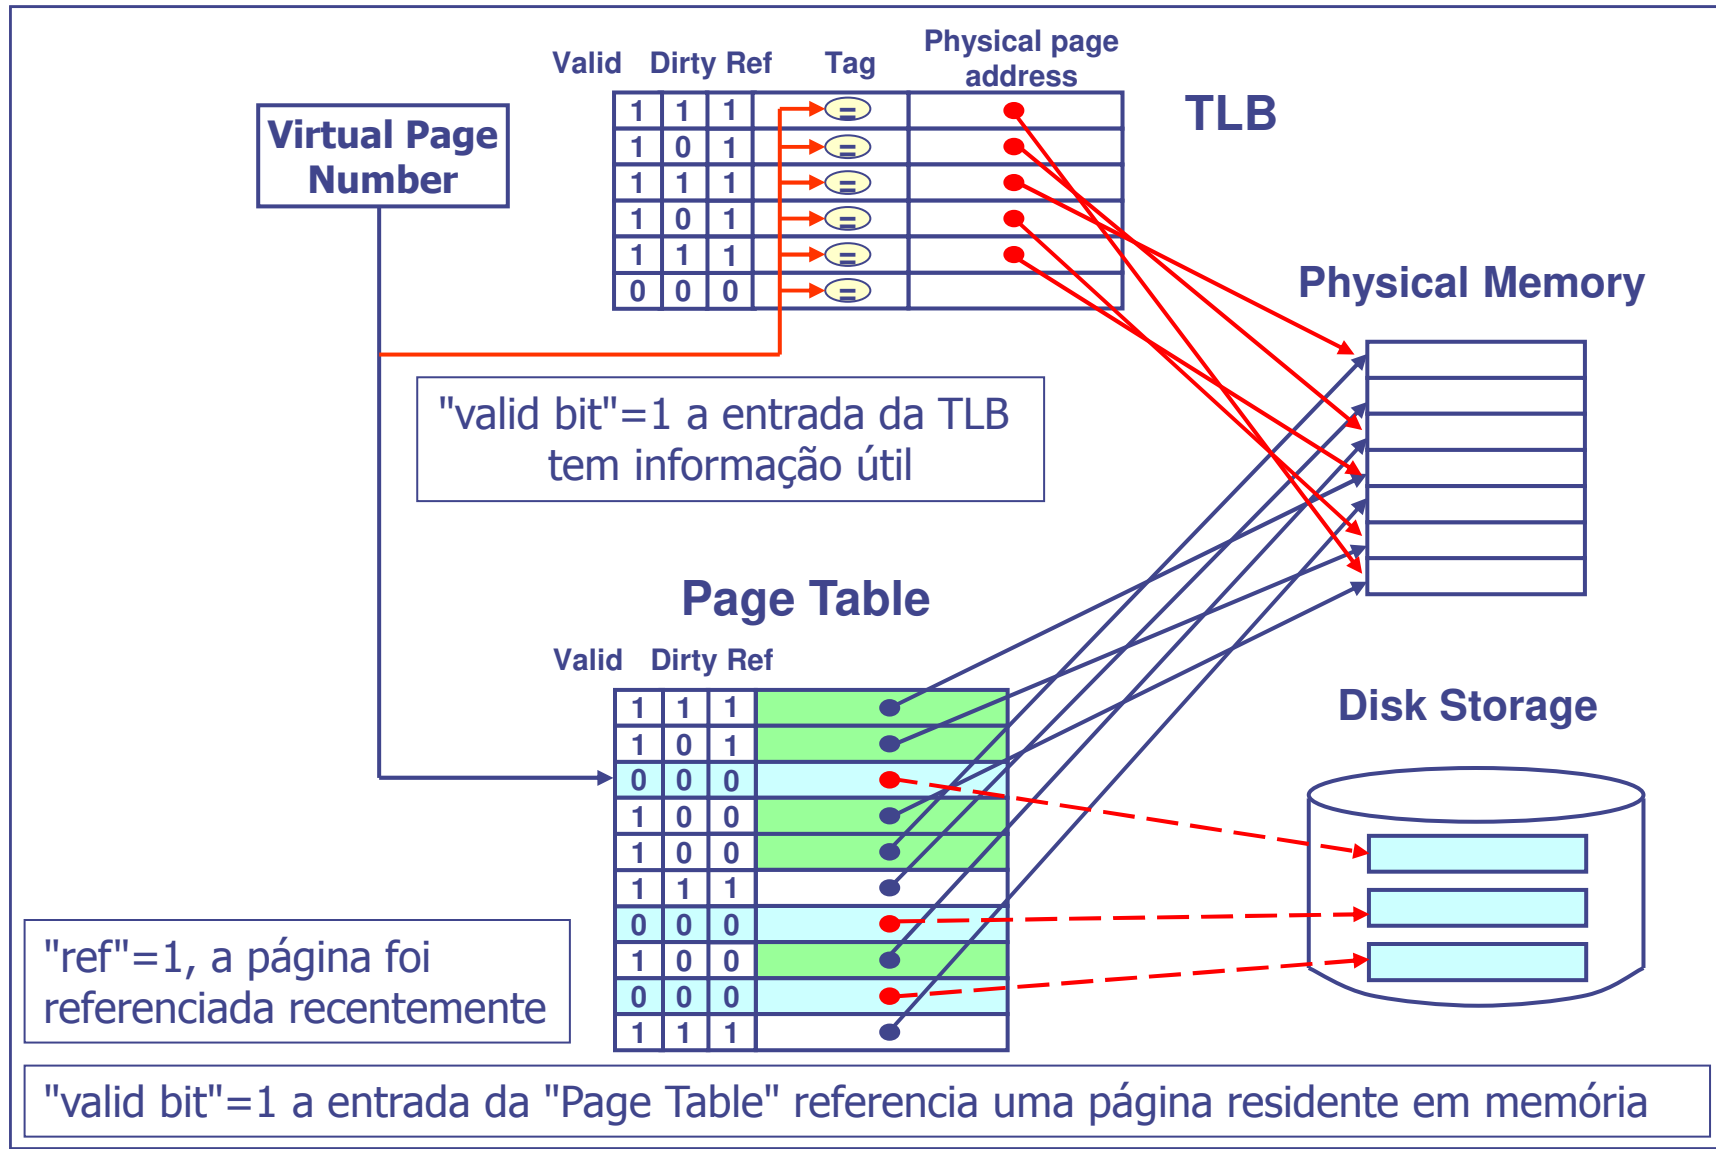 Valid Dirty Ref Tag Physical page
address
TLB
1 1 1 =
1 0 1 =
1 1 1 =
1 0 1 =
1 1 1 =
0 0 0 =
Virtual Page
Number
Physical Memory
"valid bit"=1 a entrada da TLB
tem informação útil
Page Table
Valid Dirty Ref
1 1 1
1 0 1
0 0 0
1 0 0
1 0 0
1 1 1
0 0 0
1 0 0
0 0 0
1 1 1
Disk Storage
"ref"=1, a página foi
referenciada recentemente
"valid bit"=1 a entrada da "Page Table" referencia uma página residente em memória